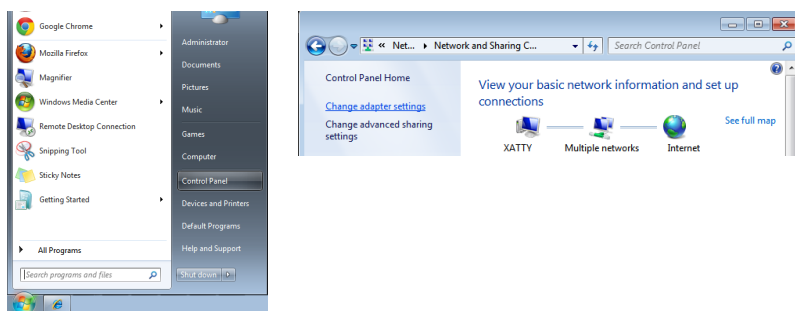 Google Chrome
Mozilla Firefox
Magnifier
Windows Media Center
Remote Desktop Connection
Snipping Tool
Sticky Notes
Getting Started
All Programs
Search programs and files
Administrator
Documents
Pictures
Music
Games
Computer
Control Panel
Devices and Printers
Default Programs
Help and Support
Shut down
« Net... Network and Sharing C...
Search Control Panel
Control Panel Home
Change adapter settings
Change advanced sharing
settings
View your basic network information and set up
connections
See full map
XATTY Multiple networks Internet